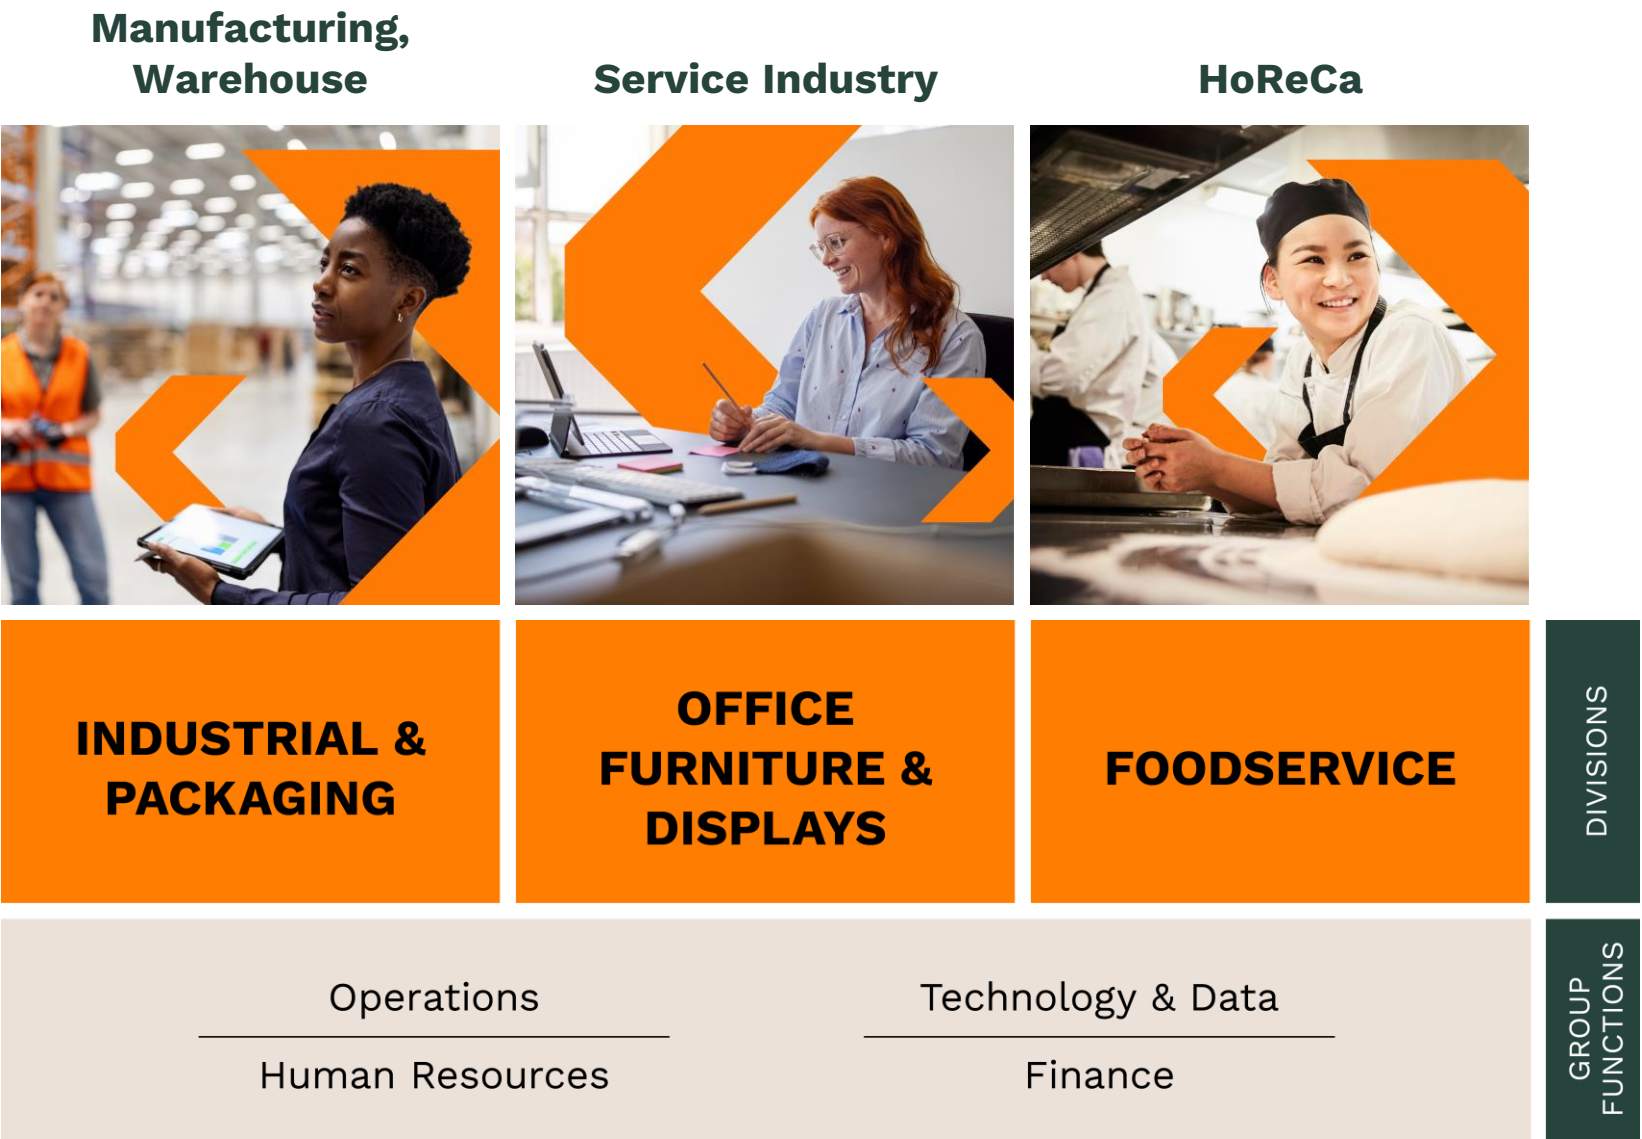 Manufacturing,
Warehouse
Service Industry
HoReCa
INDUSTRIAL &
PACKAGING
OFFICE
FURNITURE &
DISPLAYS
FOODSERVICE
DIVISIONS
Operations
Human Resources
Technology & Data
Finance
GROUP
FUNCTIONS